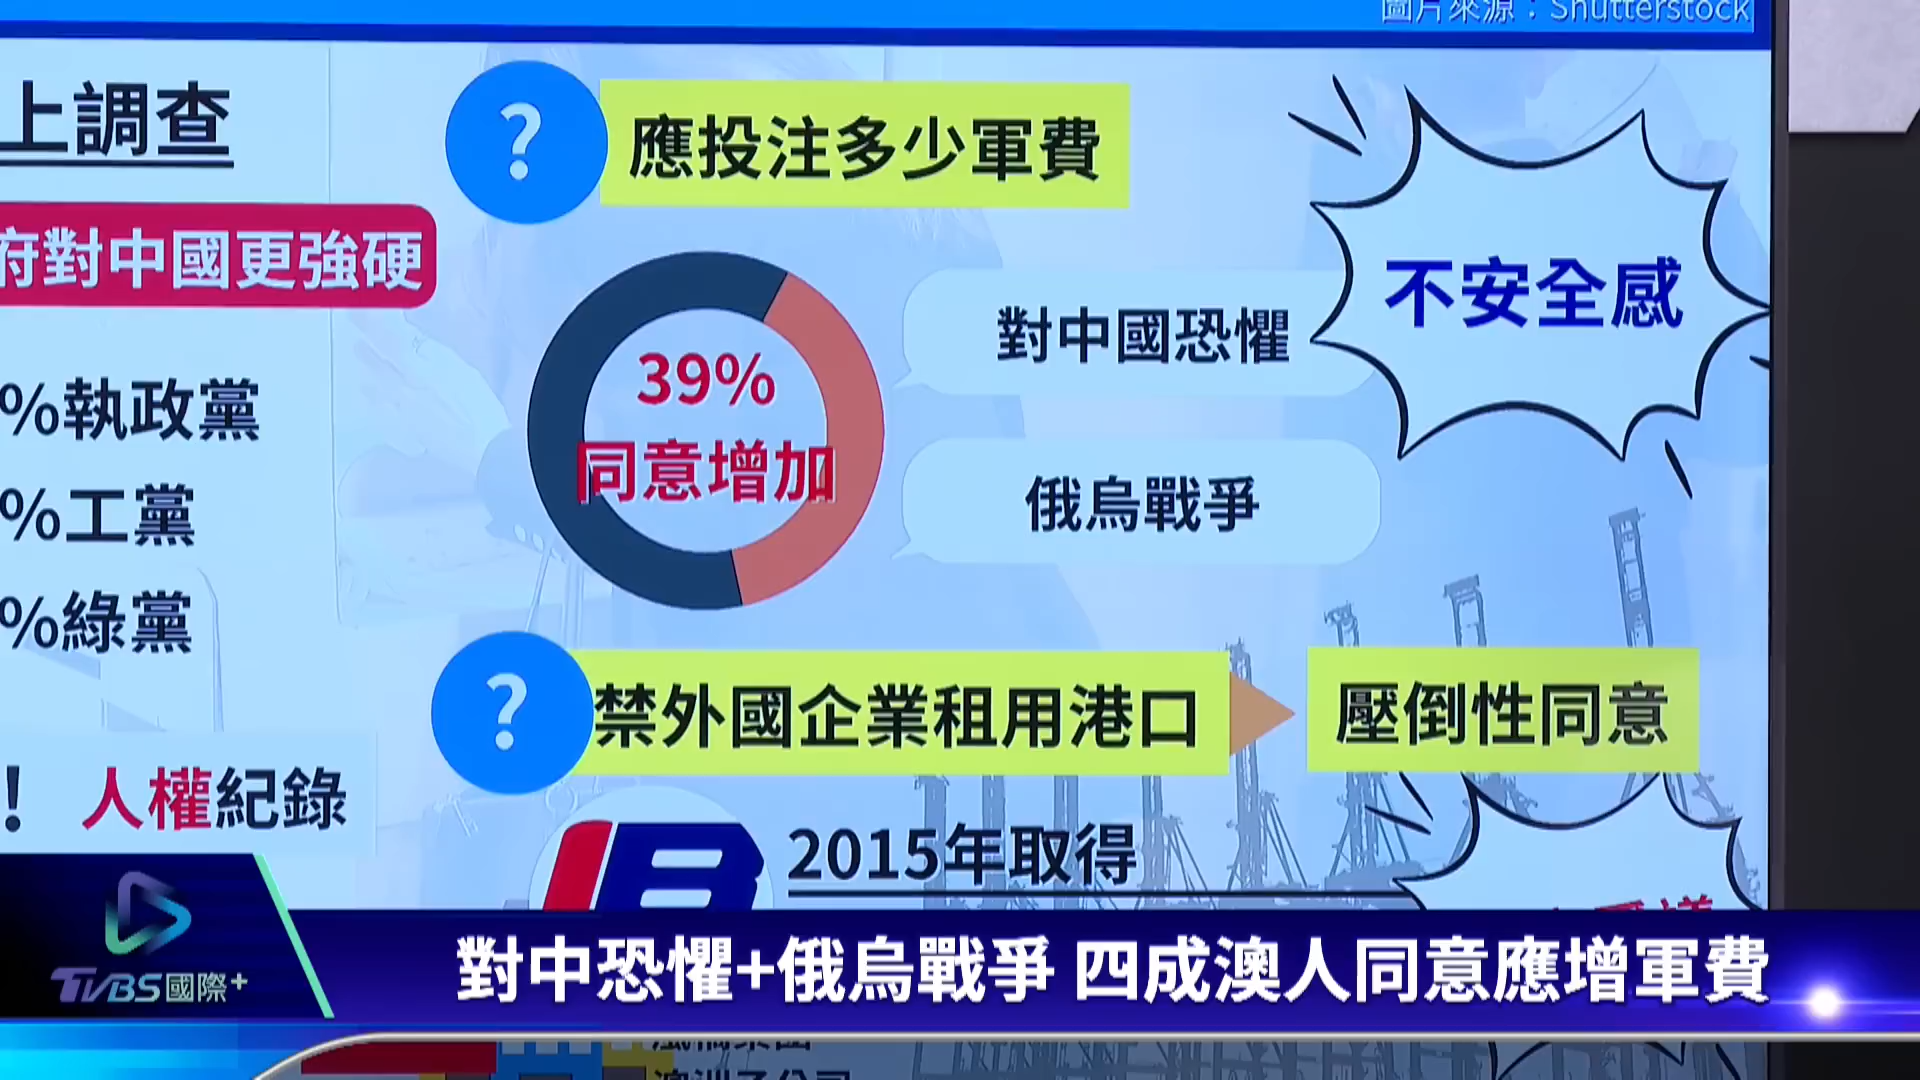 圖片來源：Shutterstock
上調查
?
應投注多少軍費
府對中國更強硬
不安全感
對中國恐懼
39%
同意增加
%執政黨
俄烏戰爭
%工黨
%綠黨
?
禁外國企業租用港口
壓倒性同意
！人權紀錄
2015年取得
TVBS國際+
對中恐懼+俄烏戰爭 四成澳人同意應增軍費